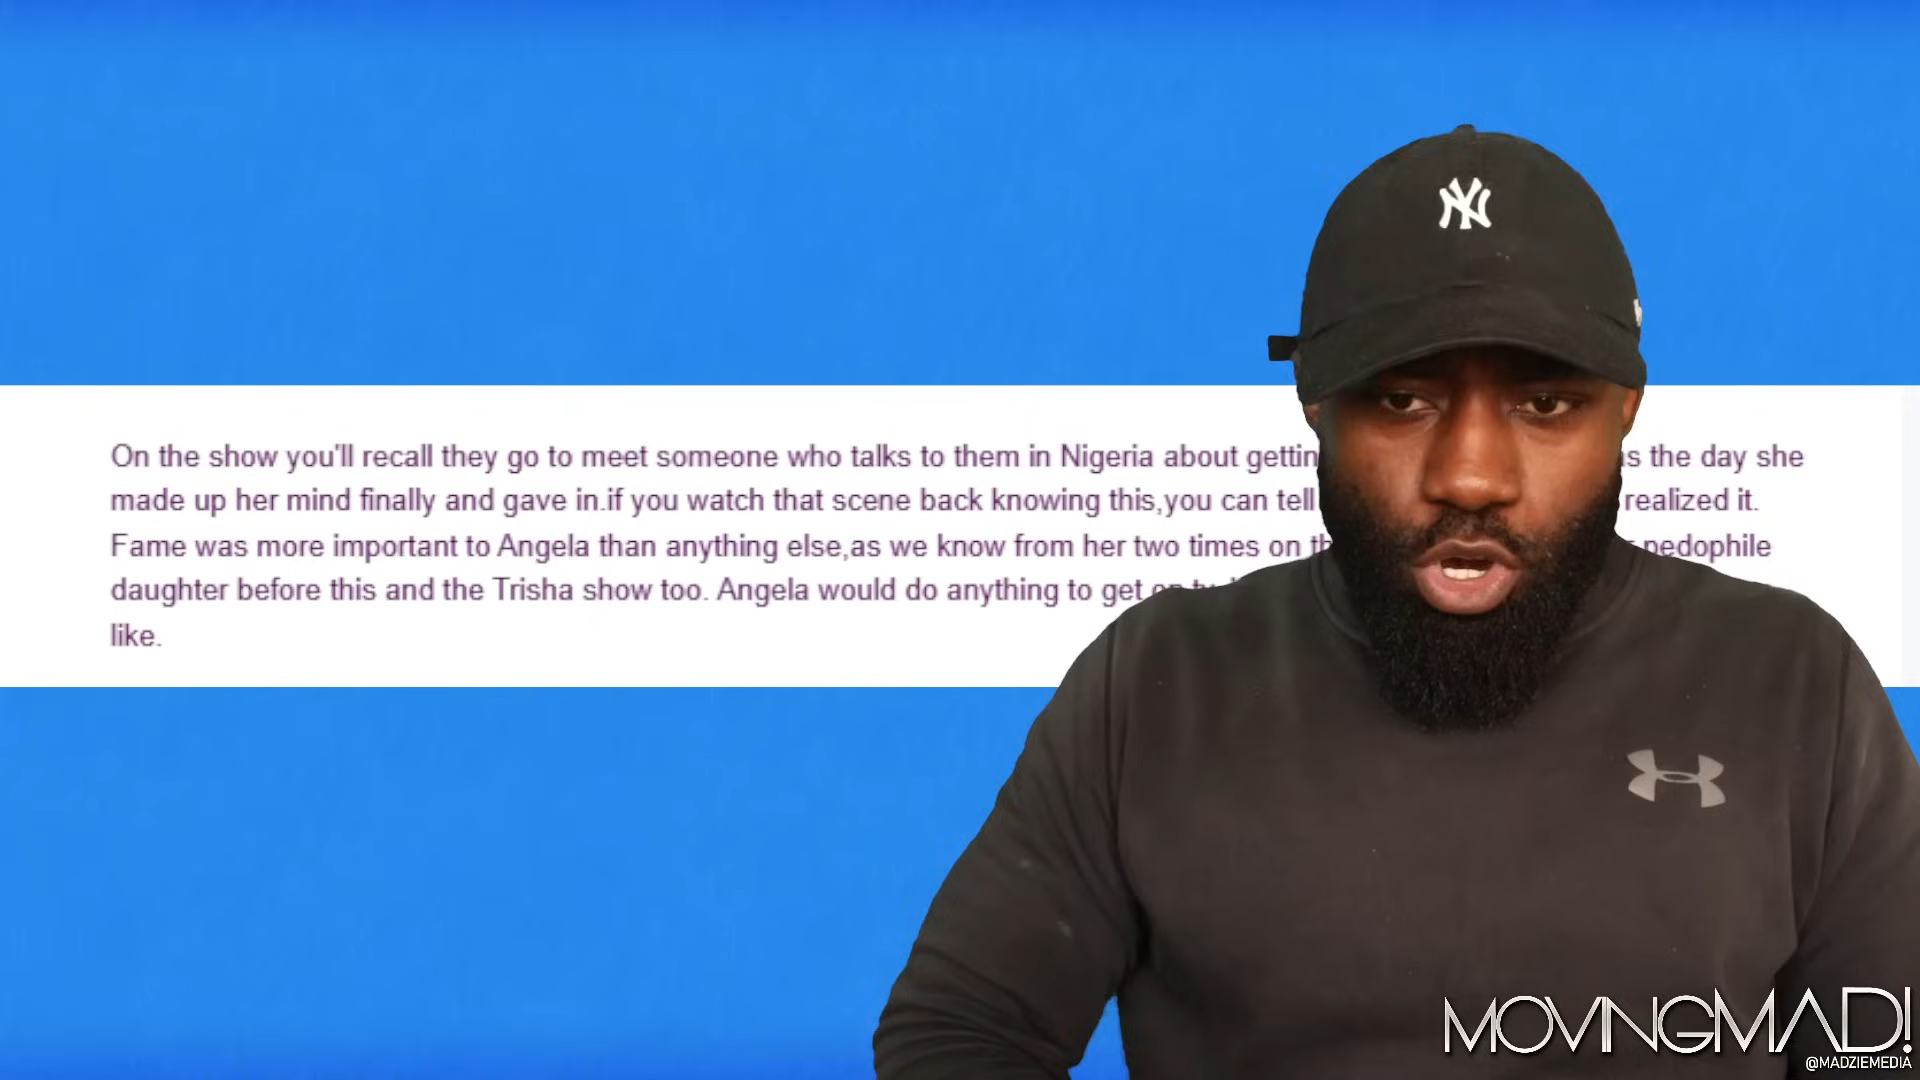 NY
On the show you'll recall they go to meet someone who talks to them in Nigeria about the day she
made up her mind finally and gave in.if you watch that scene back knowing this,you can tell realized it.
Fame was more important to Angela than anything else,as we know from her two times on pedophile
daughter before this and the Trisha show too. Angela would do anything to get
like.
MOVINGMAD!
@MADZIEMEDIA